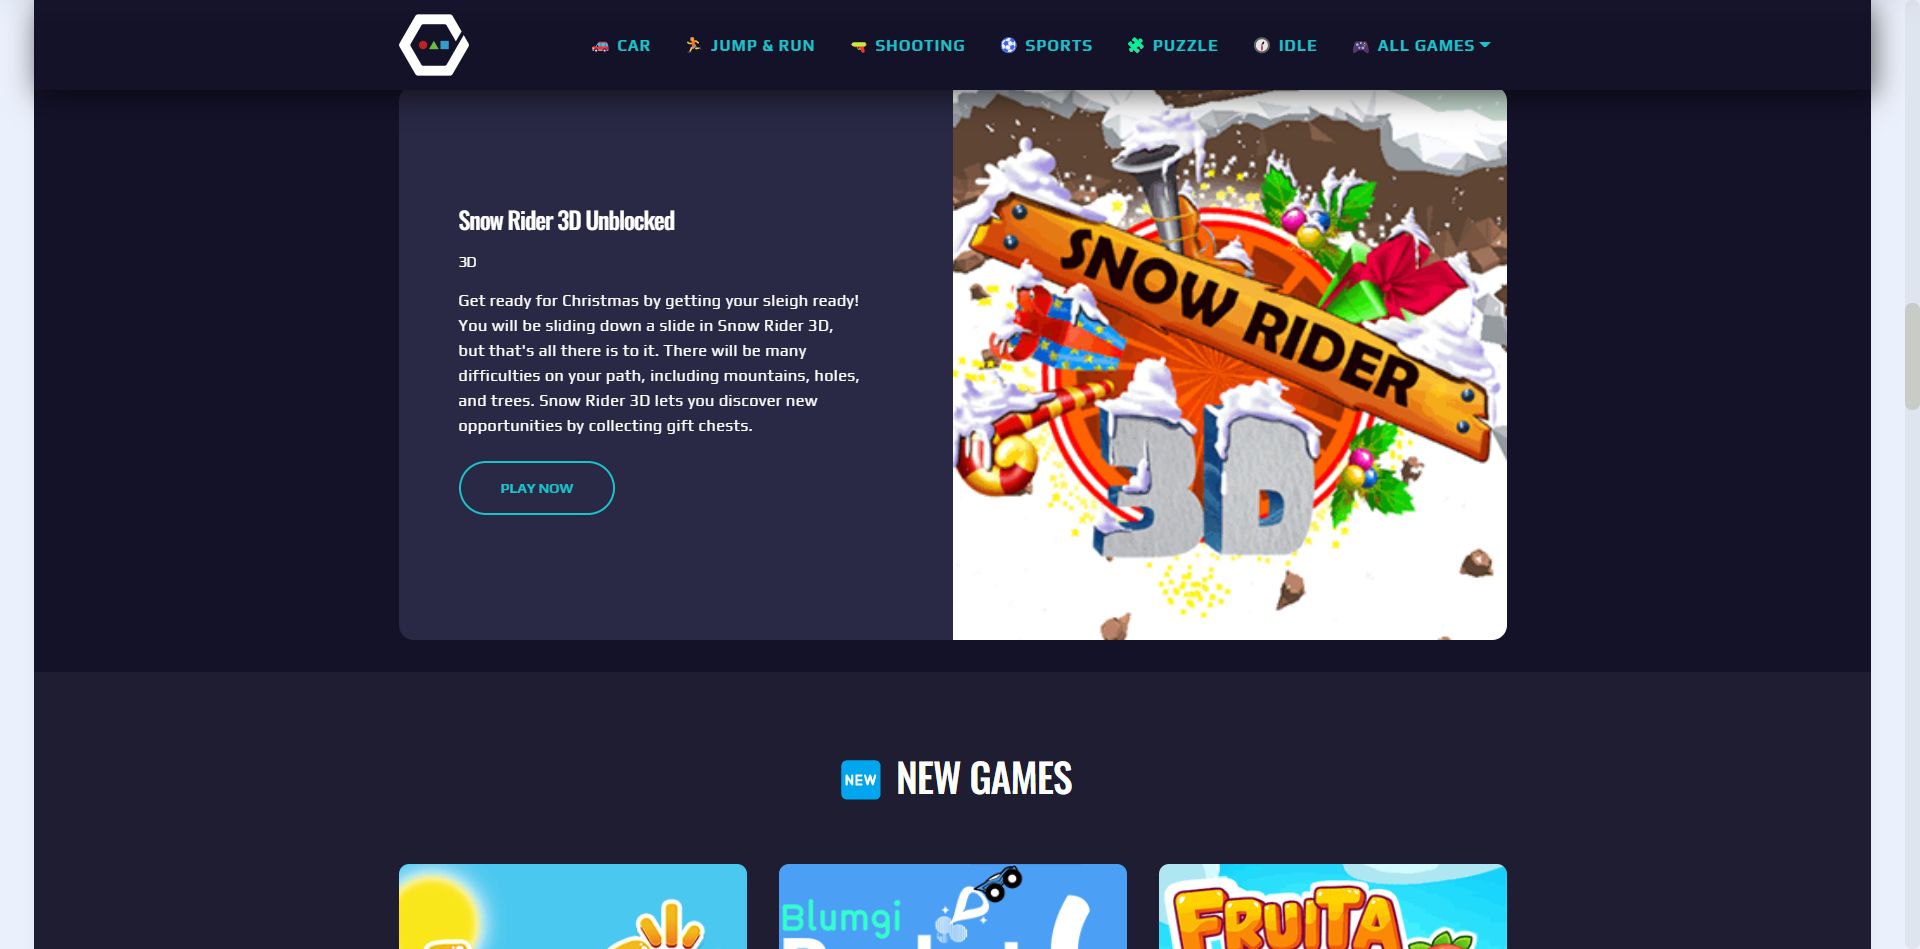 CAR JUMP & RUN SHOOTING SPORTS PUZZLE IDLE ALL GAMES
Snow Rider 3D Unblocked
3D
Get ready for Christmas by getting your sleigh ready!
You will be sliding down a slide in Snow Rider 3D,
but that's all there is to it. There will be many
difficulties on your path, including mountains, holes,
and trees. Snow Rider 3D lets you discover new
opportunities by collecting gift chests.
PLAY NOW
SNOW RIDER
3D
NEW NEW GAMES
Blumgi
FRUITA